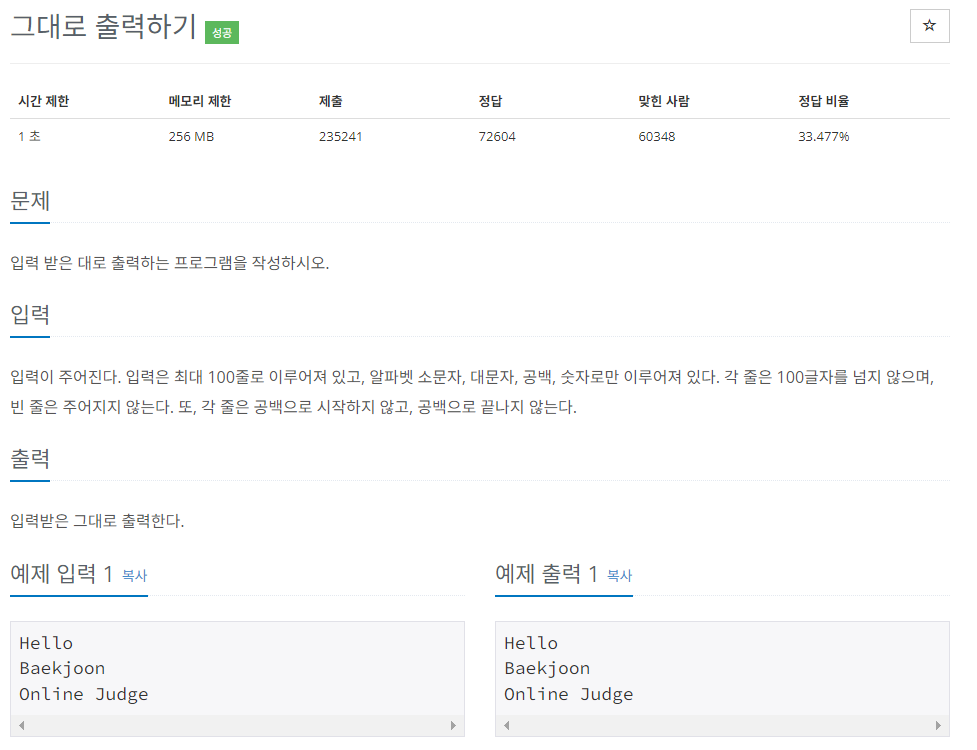 그대로 출력하기 성공
☆
시간 제한 메모리 제한 제출 정답 맞힌 사람 정답 비율
1 초 256 MB 235241 72604 60348 33.477%
문제
입력 받은 대로 출력하는 프로그램을 작성하시오.
입력
입력이 주어진다. 입력은 최대 100줄로 이루어져 있고, 알파벳 소문자, 대문자, 공백, 숫자로만 이루어져 있다. 각 줄은 100글자를 넘지 않으며,
빈 줄은 주어지지 않는다. 또, 각 줄은 공백으로 시작하지 않고, 공백으로 끝나지 않는다.
출력
입력받은 그대로 출력한다.
예제 입력 1 복사
Hello
Baekjoon
Online Judge
예제 출력 1 복사
Hello
Baekjoon
Online Judge